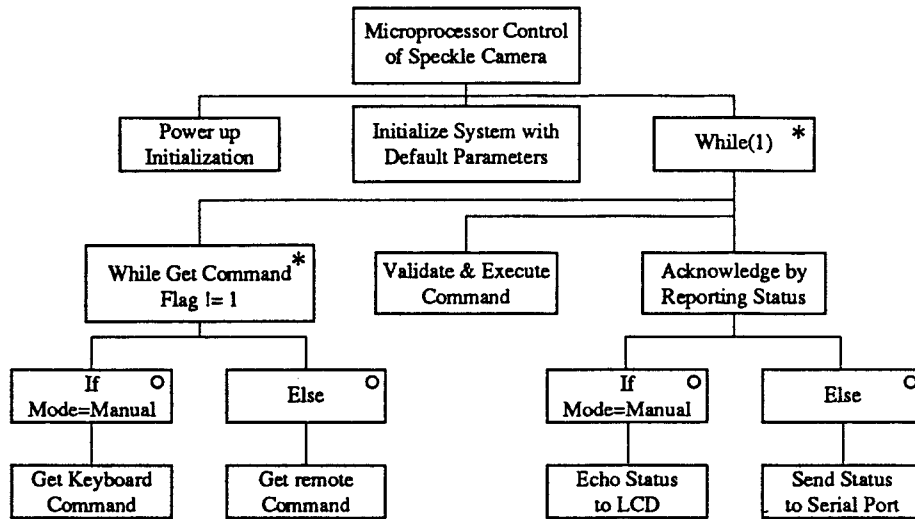 Microprocessor Control
of Speckle Camera
Power up
Initialization
Initialize System with
Default Parameters
While(1) *
While Get Command *
Flag != 1
Validate & Execute
Command
Acknowledge by
Reporting Status
If
Mode=Manual
Else
If
Mode=Manual
Else
Get Keyboard
Command
Get remote
Command
Echo Status
to LCD
Send Status
to Serial Port